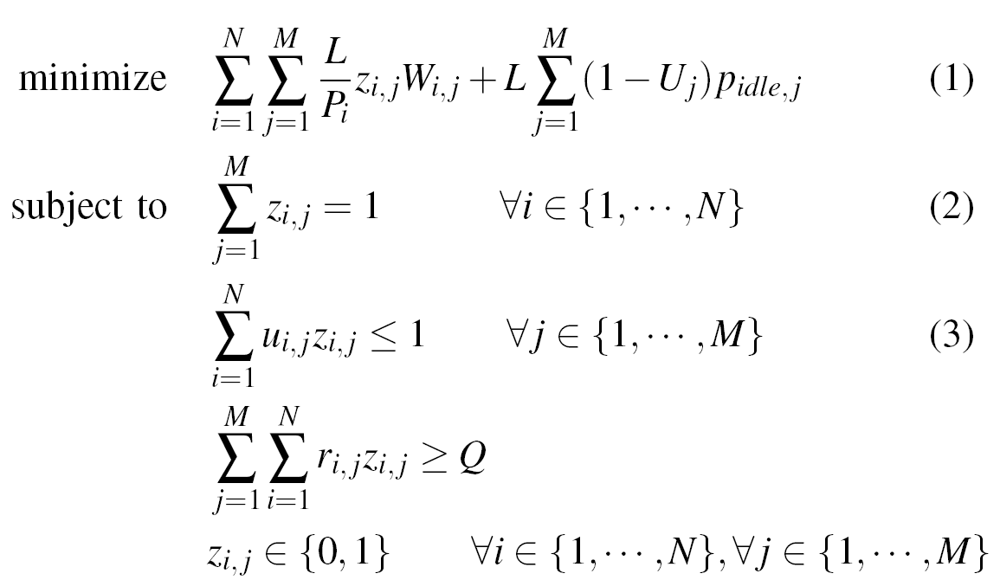 minimize $\sum_{i=1}^{N} \sum_{j=1}^{M} \frac{L}{P_i} z_{i,j} W_{i,j} + L \sum_{j=1}^{M} (1 - U_j) p_{idle,j}$ (1)
subject to $\sum_{j=1}^{M} z_{i,j} = 1 \quad \forall i \in \{1, \cdots, N\}$ (2)
$\sum_{i=1}^{N} u_{i,j} z_{i,j} \leq 1 \quad \forall j \in \{1, \cdots, M\}$ (3)
$\sum_{j=1}^{M} \sum_{i=1}^{N} r_{i,j} z_{i,j} \geq Q$
$z_{i,j} \in \{0, 1\} \quad \forall i \in \{1, \cdots, N\}, \forall j \in \{1, \cdots, M\}$